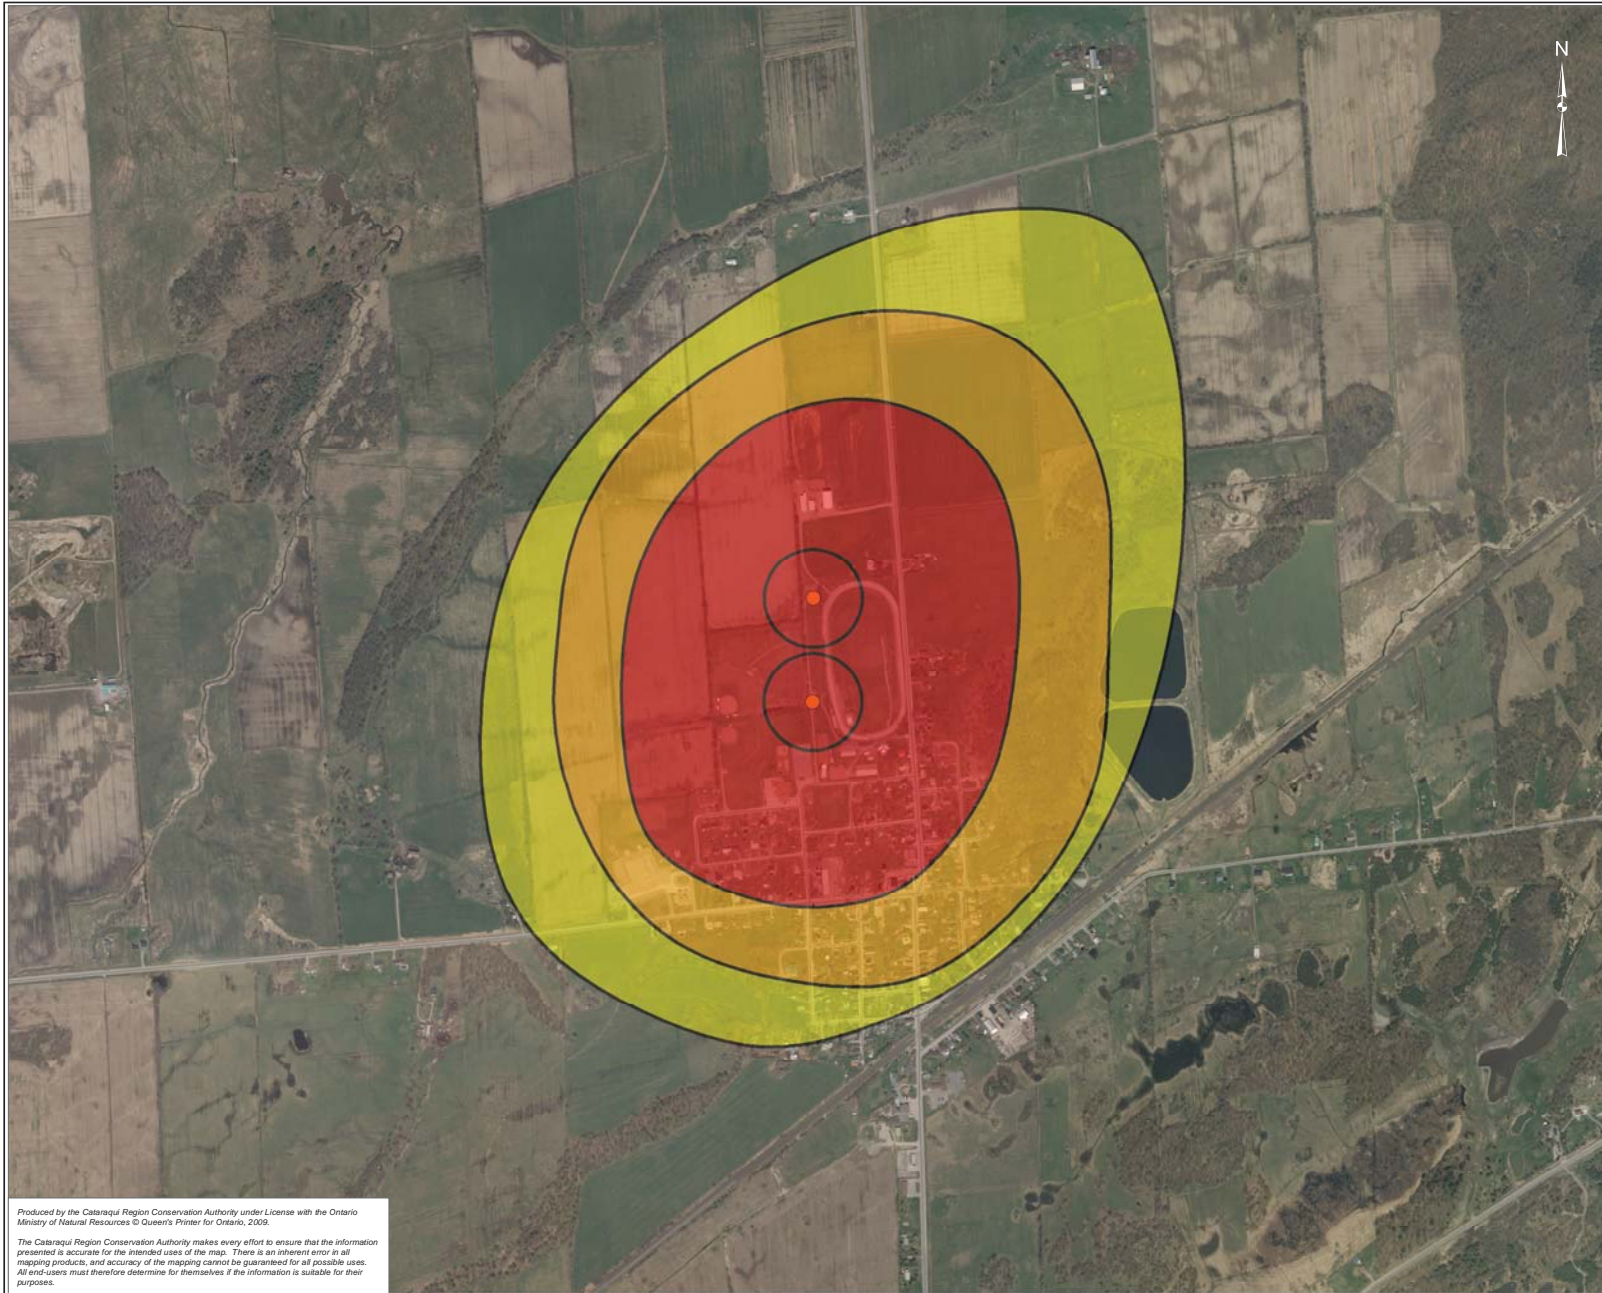 N
Produced by the Cataraqui Region Conservation Authority under License with the Ontario
Ministry of Natural Resources © Queen's Printer for Ontario, 2009.
The Cataraqui Region Conservation Authority makes every effort to ensure that the information
presented is accurate for the intended uses of the map. There is an inherent error in all
mapping products, and accuracy of the mapping cannot be guaranteed for all possible uses.
All end-users must therefore determine for themselves if the information is suitable for their
purposes.